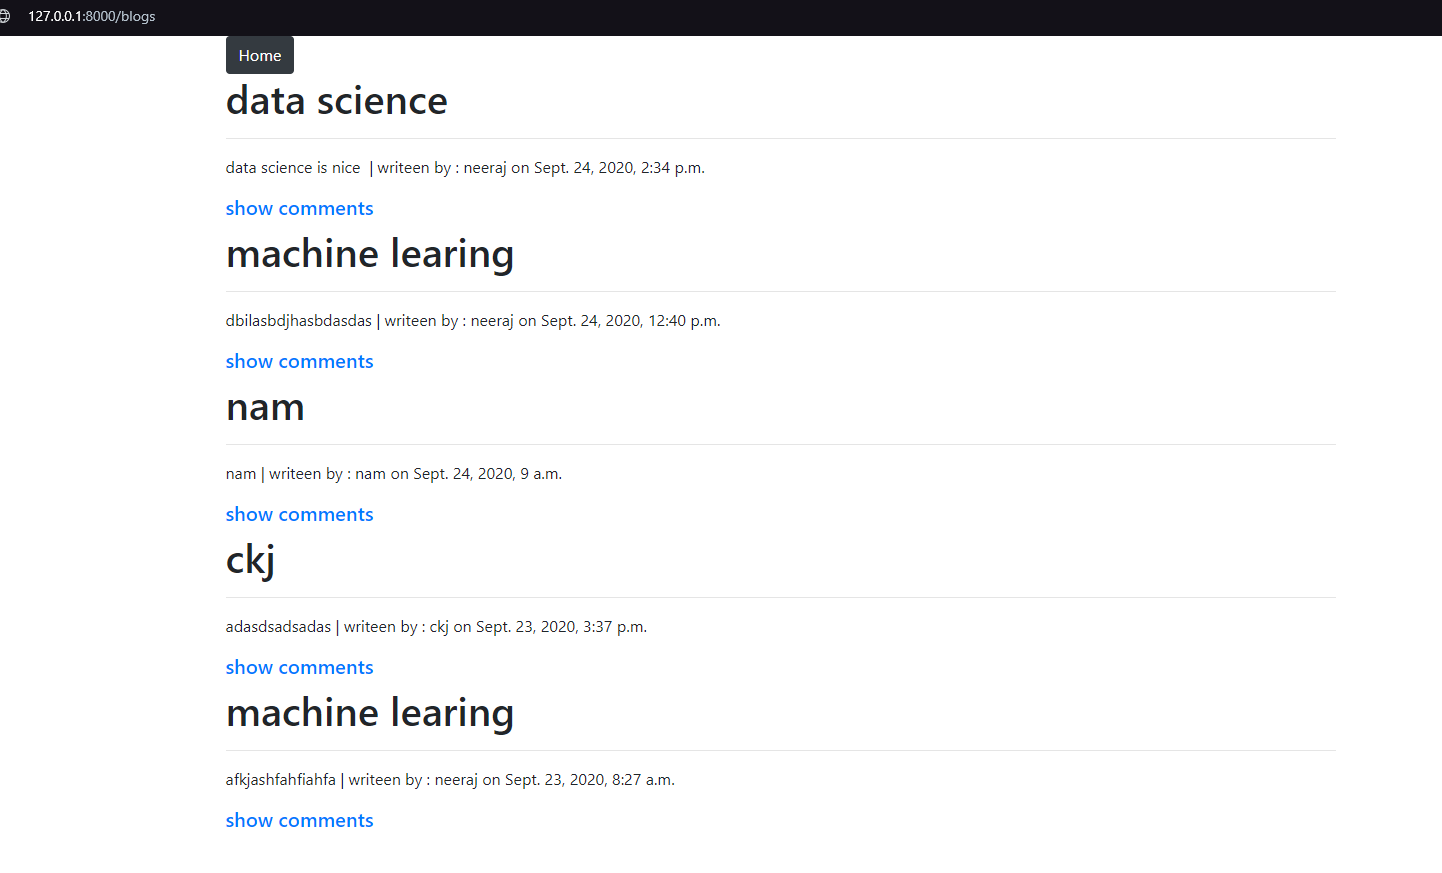 127.0.0.1:8000/blogs
Home
data science
data science is nice | writeen by : neeraj on Sept. 24, 2020, 2:34 p.m.
show comments
machine learing
dbilasbdjhasbdasdas | writeen by : neeraj on Sept. 24, 2020, 12:40 p.m.
show comments
nam
nam | writeen by : nam on Sept. 24, 2020, 9 a.m.
show comments
ckj
adasdsadsadas | writeen by : ckj on Sept. 23, 2020, 3:37 p.m.
show comments
machine learing
afkjashfahfiahfa | writeen by : neeraj on Sept. 23, 2020, 8:27 a.m.
show comments